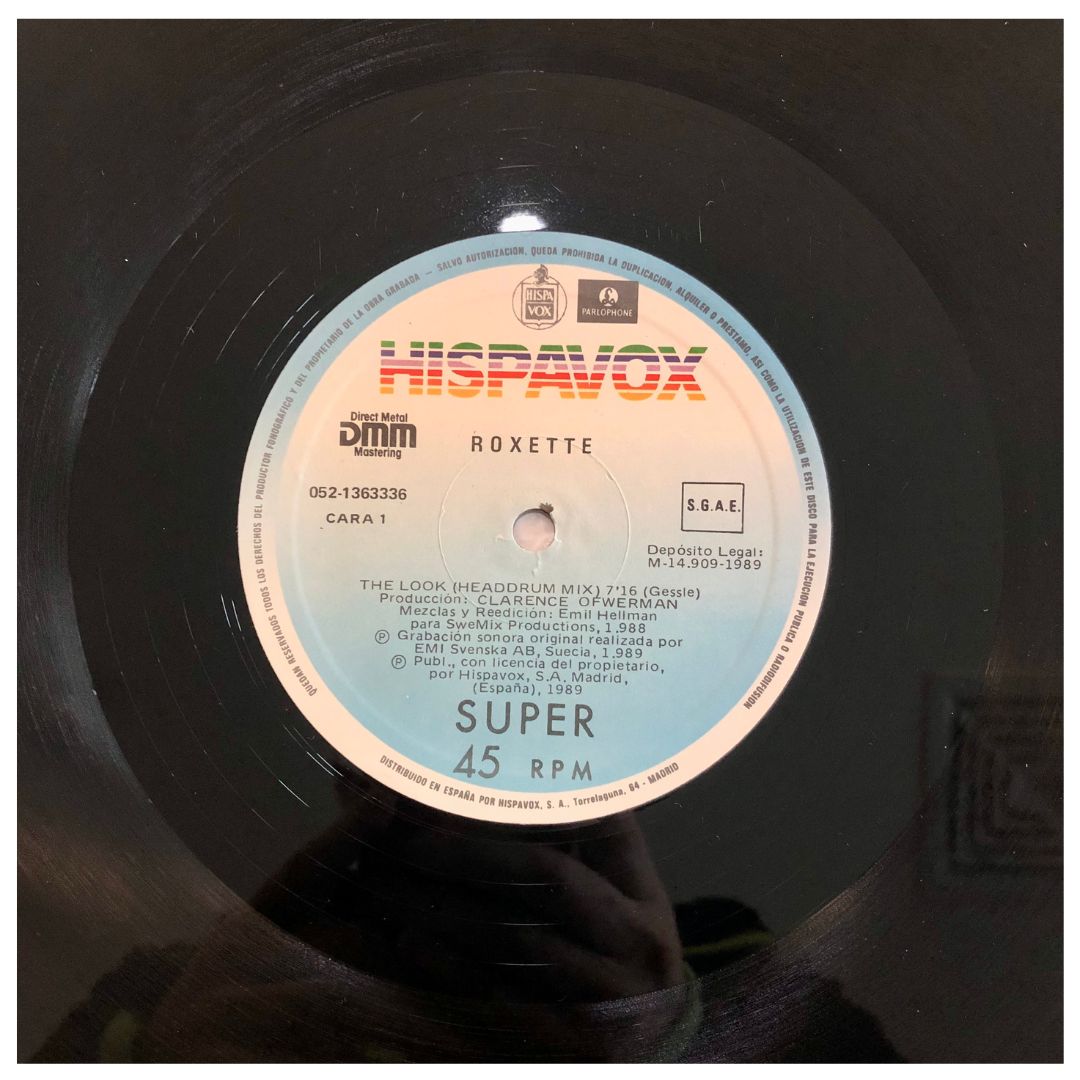 QUEDAN RESERVADOS TODOS LOS DERECHOS DEL PRODUCTOR FONOGRAFICO Y DEL PROPIETARIO DE LA OBRA GRABADA — SALVO AUTORIZACION, QUEDA PROHIBIDA LA DUPLICACION, ALQUILER O PRESTAMO, ASI COMO LA UTILIZACION DE ESTE DISCO PARA LA EJECUCION PUBLICA O RADIODIFUSION
HISPA
VOX
PARLOPHONE
HISPAVOX
Direct Metal
DMM
Mastering
ROXETTE
052-1363336
CARA 1
S.G.A.E.
Depósito Legal:
M-14.909-1989
THE LOOK (HEADDRUM MIX) 7'16 (Gessle)
Producción: CLARENCE OFWERMAN
Mezclas y Reedición: Emil Hellman
para SweMix Productions, 1.988
Ⓟ Grabación sonora original realizada por
EMI Svenska AB, Suecia, 1.989
Ⓟ Publ., con licencia del propietario,
por Hispavox, S.A. Madrid,
(España), 1989
SUPER
45 RPM
DISTRIBUIDO EN ESPAÑA POR HISPAVOX, S. A., Torrelaguna, 64 - MADRID